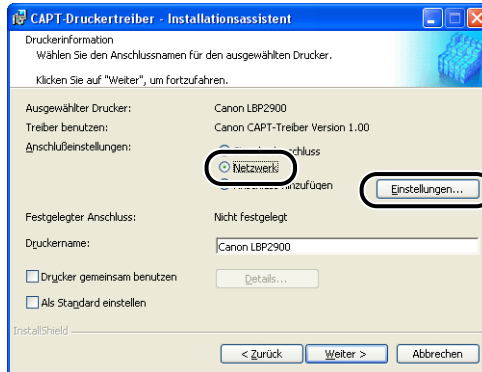 CAPT-Druckertreiber - Installationsassistent
Druckerinformation
Wählen Sie den Anschlussnamen für den ausgewählten Drucker.
Klicken Sie auf "Weiter", um fortzufahren.
Ausgewählter Drucker: Canon LBP2900
Treiber benutzen: Canon CAPT-Treiber Version 1.00
Anschlußeinstellungen:
Netzwerk
hinzufügen
Einstellungen...
Festgelegter Anschluss: Nicht festgelegt
Druckername: Canon LBP2900
Drucker gemeinsam benutzen Details...
Als Standard einstellen
InstallShield
< Zurück Weiter > Abbrechen